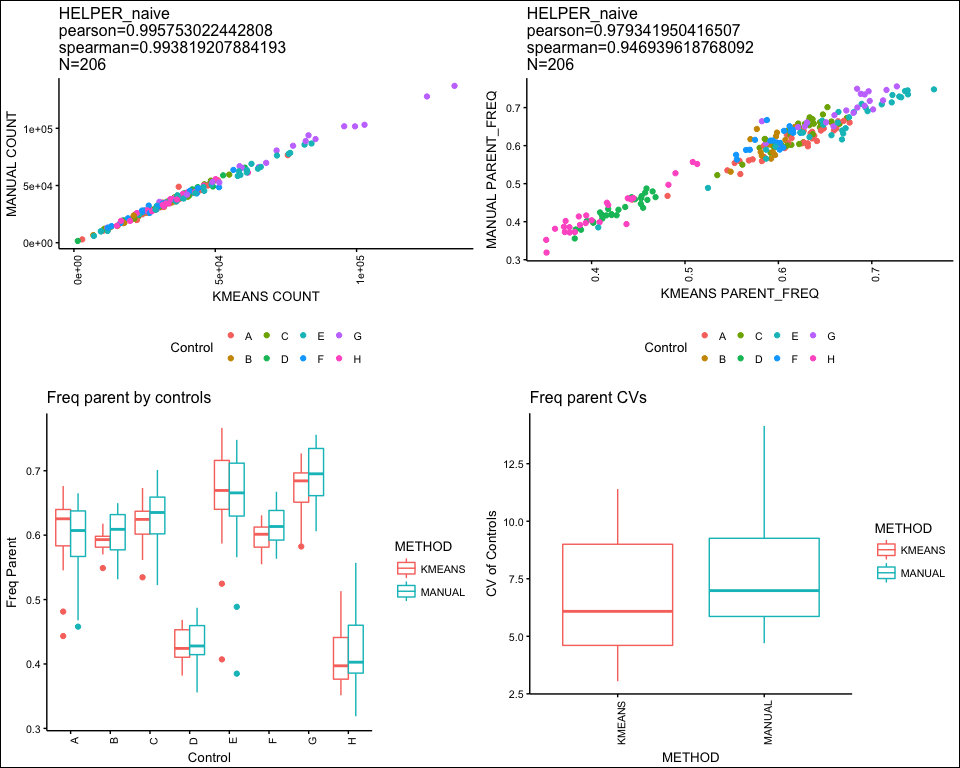 HELPER_naive
pearson=0.995753022442808
spearman=0.993819207884193
N=206
MANUAL COUNT
1e+05
5e+04
0e+00
0e+00
5e+04
1e+05
KMEANS COUNT
Control
A
C
E
G
B
D
F
H
HELPER_naive
pearson=0.979341950416507
spearman=0.946939618768092
N=206
MANUAL PARENT_FREQ
0.7
0.6
0.5
0.4
0.3
0.4
0.5
0.6
0.7
KMEANS PARENT_FREQ
Control
A
C
E
G
B
D
F
H
Freq parent by controls
Freq Parent
0.7
0.6
0.5
0.4
0.3
A
B
C
D
E
F
G
H
Control
METHOD
KMEANS
MANUAL
Freq parent CVs
CV of Controls
12.5
10.0
7.5
5.0
2.5
KMEANS
MANUAL
METHOD
METHOD
KMEANS
MANUAL